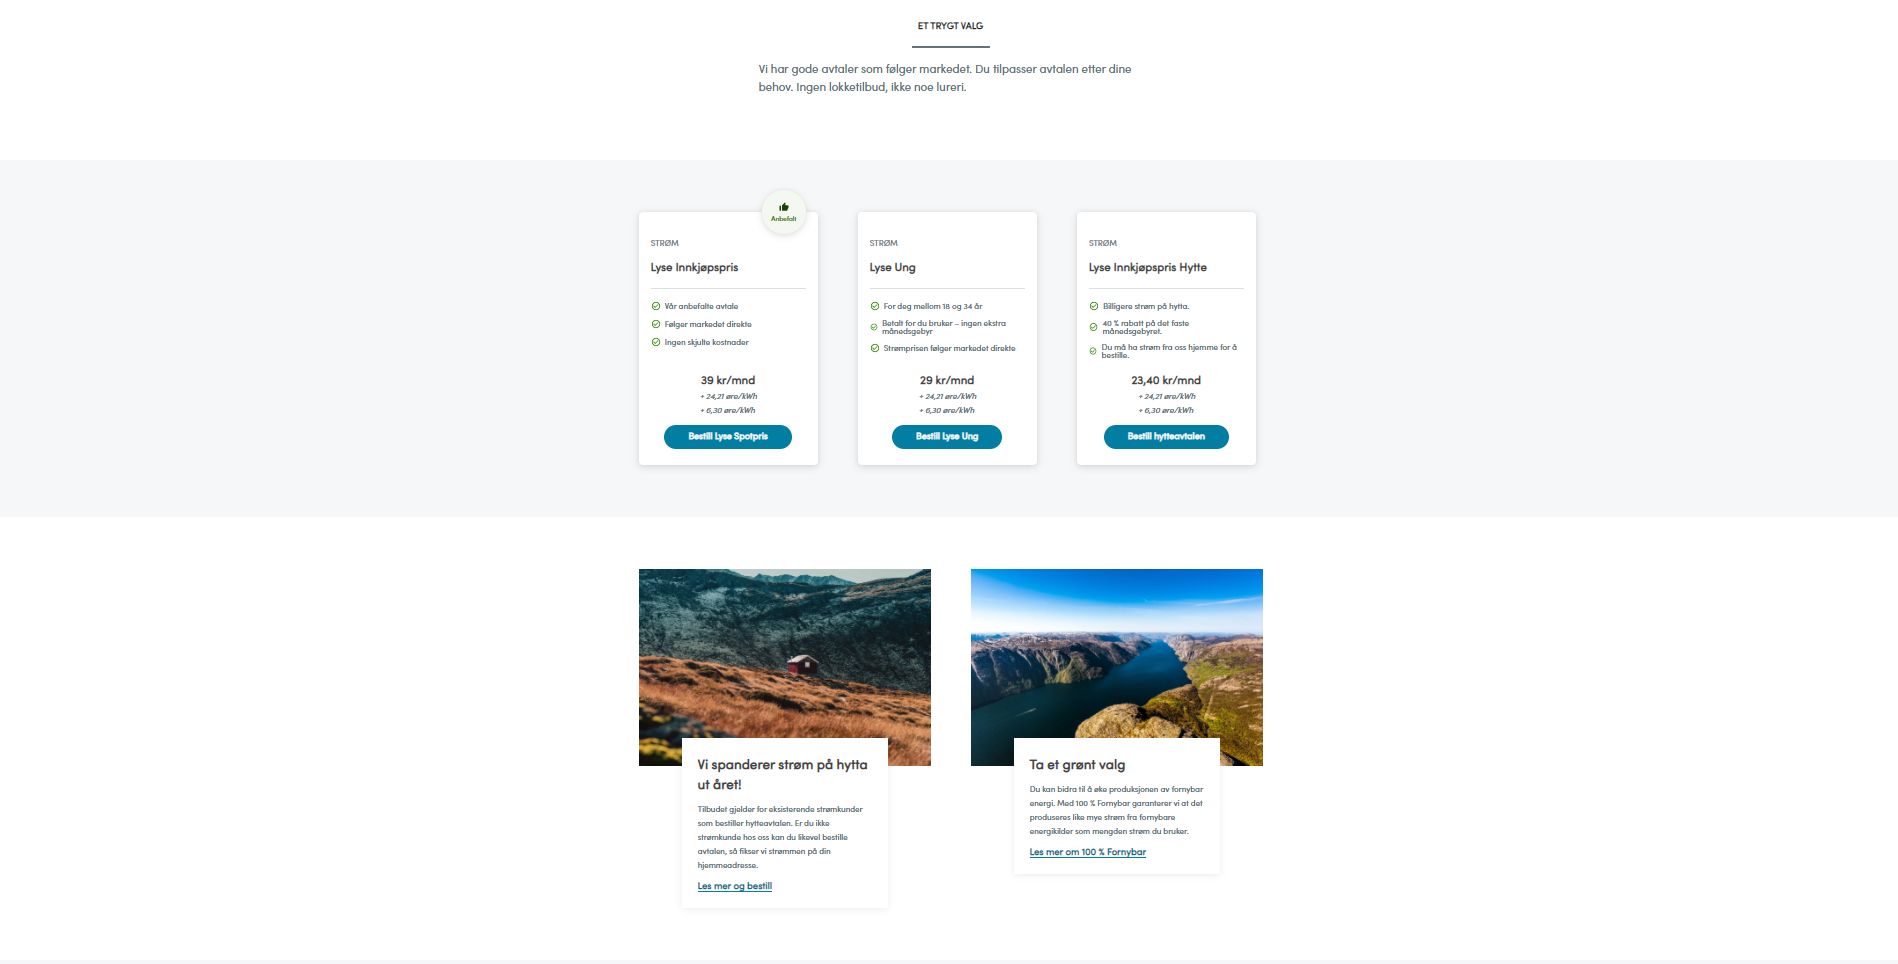 ET TRYGT VALG
Vi har gode avtaler som følger markedet. Du tilpasser avtalen etter dine
behov. Ingen lokketilbud, ikke noe lureri.
Anbefalt
STRØM
Lyse Innkjøpspris
Vår anbefalte avtale
Følger markedet direkte
Ingen skjulte kostnader
39 kr/mnd
+ 24,21 øre/kWh
+ 6,30 øre/kWh
Bestill Lyse Spotpris
STRØM
Lyse Ung
For deg mellom 18 og 34 år
Betalt for du bruker – ingen ekstra
månedsgebyr
Strømprisen følger markedet direkte
29 kr/mnd
+ 24,21 øre/kWh
+ 6,30 øre/kWh
Bestill Lyse Ung
STRØM
Lyse Innkjøpspris Hytte
Billigere strøm på hytta.
40 % rabatt på det faste
månedsgebyret.
Du må ha strøm fra oss hjemme for å
bestille.
23,40 kr/mnd
+ 24,21 øre/kWh
+ 6,30 øre/kWh
Bestill hytteavtalen
Vi spanderer strøm på hytta
ut året!
Tilbudet gjelder for eksisterende strømkunder
som bestiller hytteavtalen. Er du ikke
strømkunde hos oss kan du likevel bestille
avtalen, så fikser vi strømmen på din
hjemmeadresse.
Les mer og bestill
Ta et grønt valg
Du kan bidra til å øke produksjonen av fornybar
energi. Med 100 % Fornybar garanterer vi at det
produseres like mye strøm fra fornybare
energikilder som mengden strøm du bruker.
Les mer om 100 % Fornybar